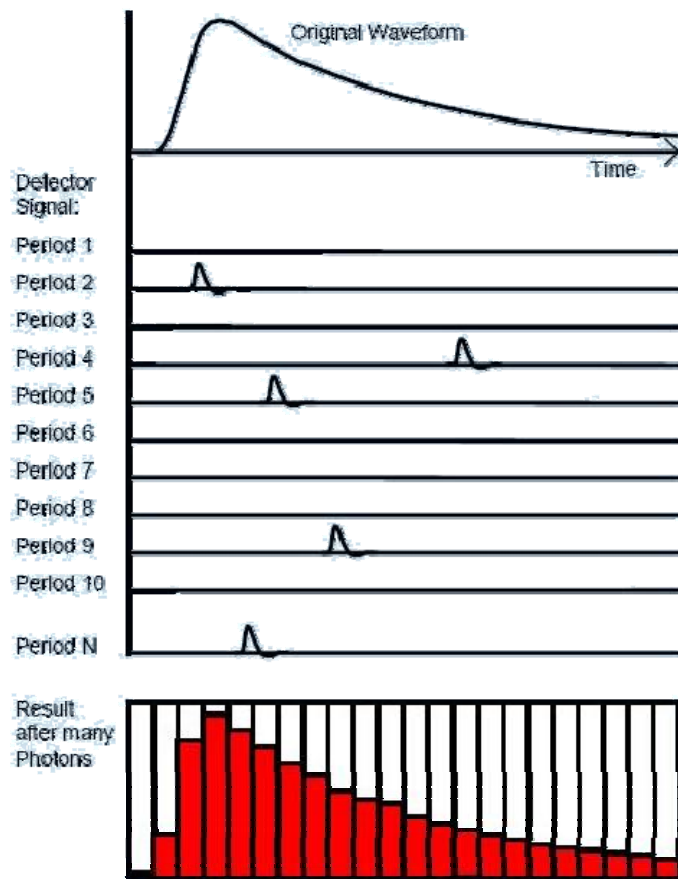 Original Waveform
Time
Detector
Signal:
Period 1
Period 2
Period 3
Period 4
Period 5
Period 6
Period 7
Period 8
Period 9
Period 10
Period N
Result
after many
Photons